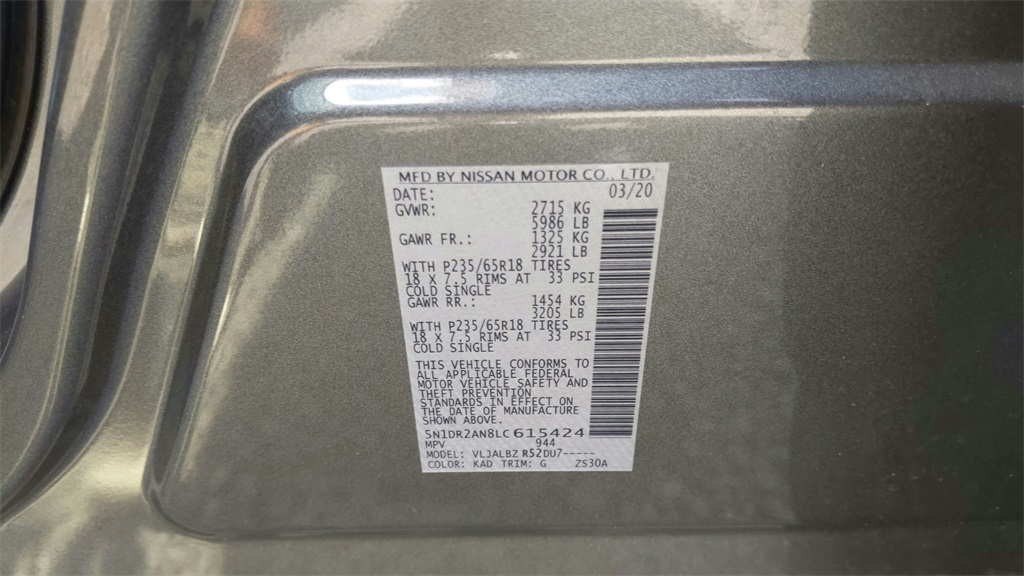 MFD BY NISSAN MOTOR CO., LTD.
DATE: 03/20
GVWR: 2715 KG
5986 LB
GAWR FR.: 1325 KG
2921 LB
WITH P235/65R18 TIRES
18 X 7.5 RIMS AT 33 PSI
COLD SINGLE
GAWR RR.: 1454 KG
3205 LB
WITH P235/65R18 TIRES
18 X 7.5 RIMS AT 33 PSI
COLD SINGLE
THIS VEHICLE CONFORMS TO
ALL APPLICABLE FEDERAL
MOTOR VEHICLE SAFETY AND
THEFT PREVENTION
STANDARDS IN EFFECT ON
THE DATE OF MANUFACTURE
SHOWN ABOVE.
5N1DR2AN8LC615424
MPV 944
MODEL: VLJALBZ R52DU7-----
COLOR: KAD TRIM: G ZS30A